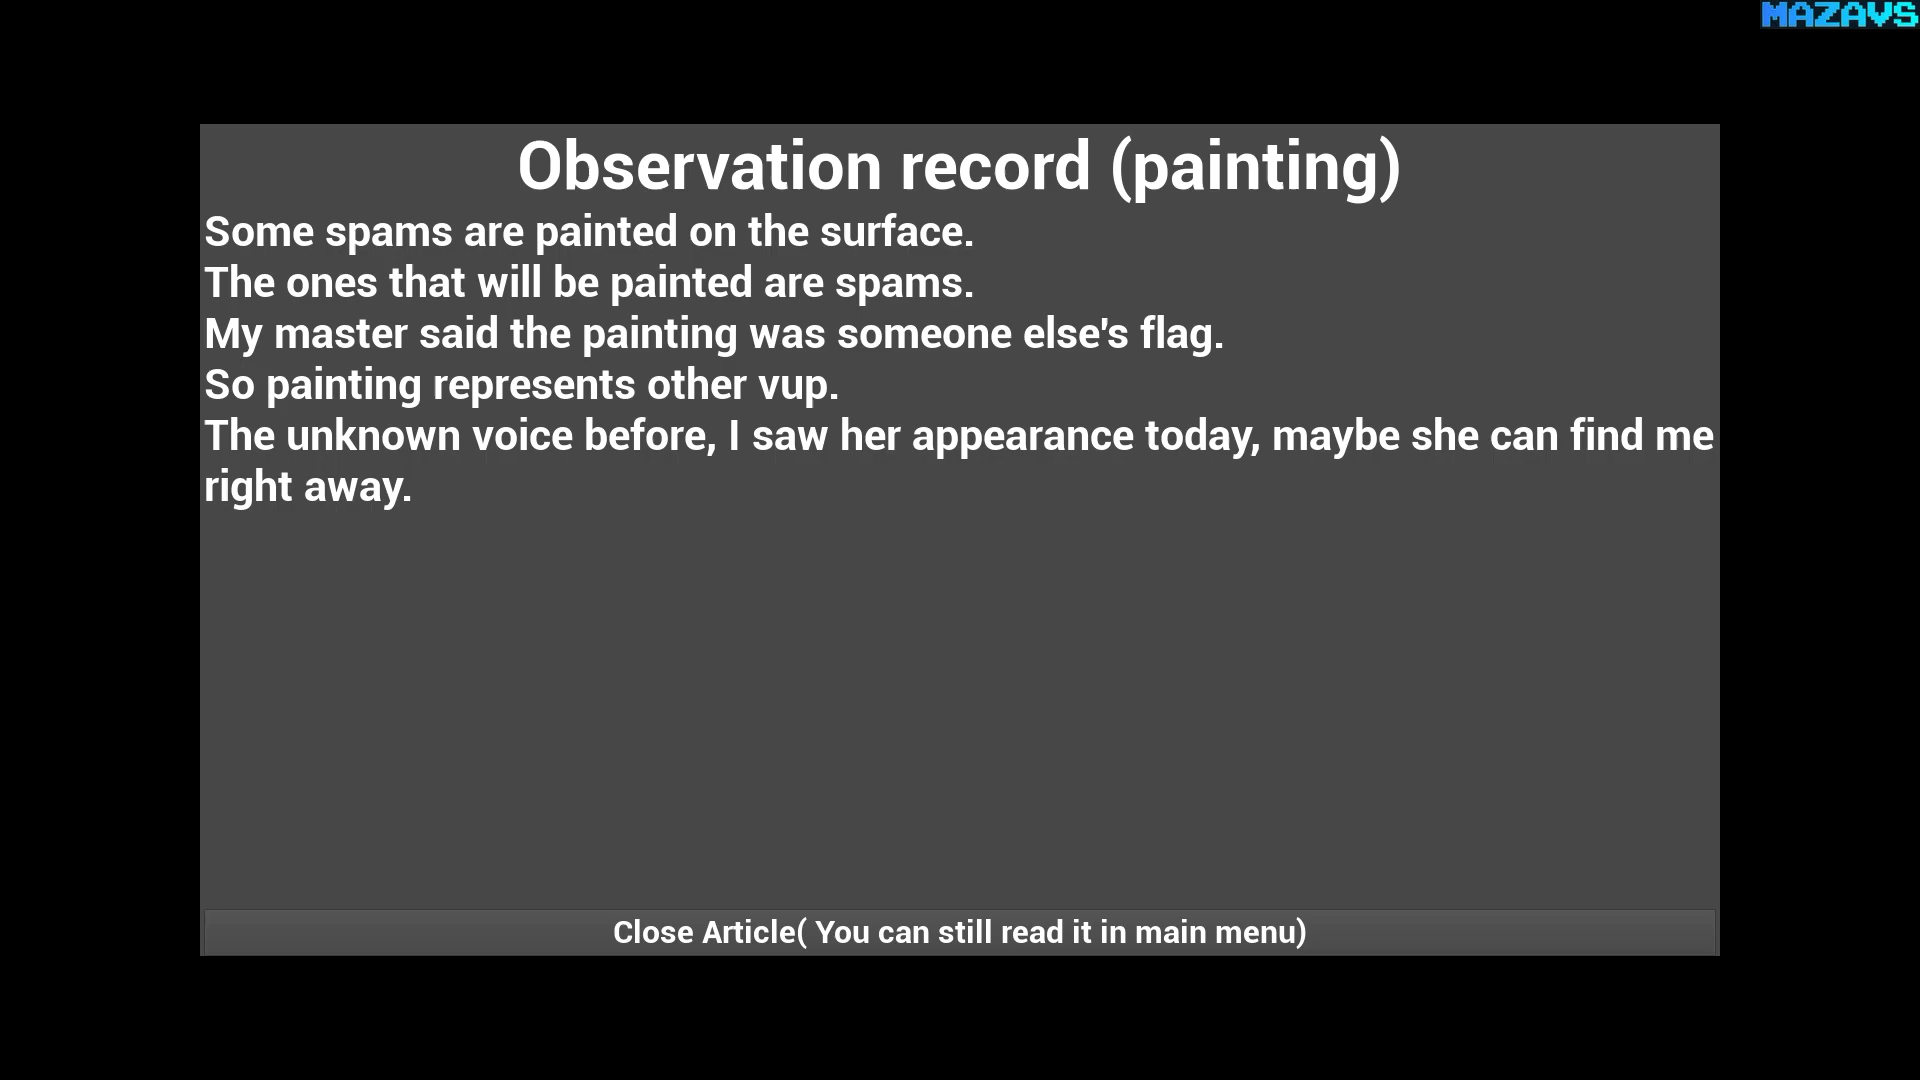 MAZAVS
Observation record (painting)
Some spams are painted on the surface.
The ones that will be painted are spams.
My master said the painting was someone else's flag.
So painting represents other vup.
The unknown voice before, I saw her appearance today, maybe she can find me
right away.
Close Article( You can still read it in main menu)